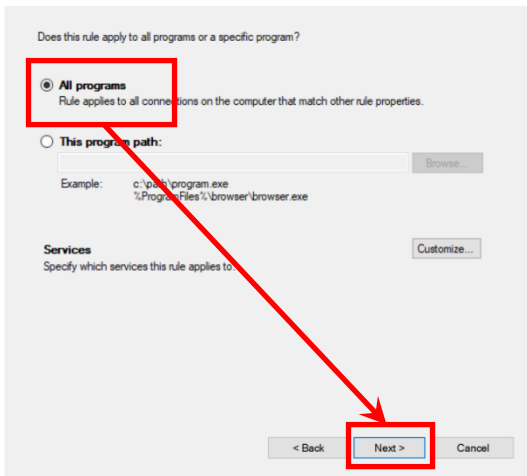 Does this rule apply to all programs or a specific program?
All programs
Rule applies to all connections on the computer that match other rule properties.
This program path:
Browse...
Example: c:\path\program.exe
%ProgramFiles%\browser\browser.exe
Services
Customize...
Specify which services this rule applies to.
< Back Next > Cancel